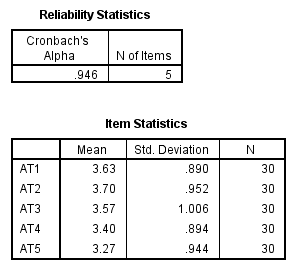 Reliability Statistics
Cronbach's
Alpha N of Items
.946 5
Item Statistics
Mean Std. Deviation N
AT1 3.63 .890 30
AT2 3.70 .952 30
AT3 3.57 1.006 30
AT4 3.40 .894 30
AT5 3.27 .944 30